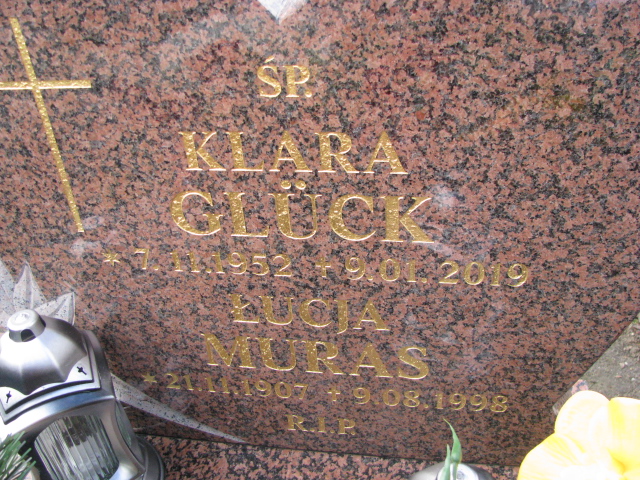 ŚP.
KLARA
GLÜCK
* 7.11.1952 + 9.01.2019
ŁUCJA
MURAS
* 21.11.1907 + 9.08.1998
R.I.P.